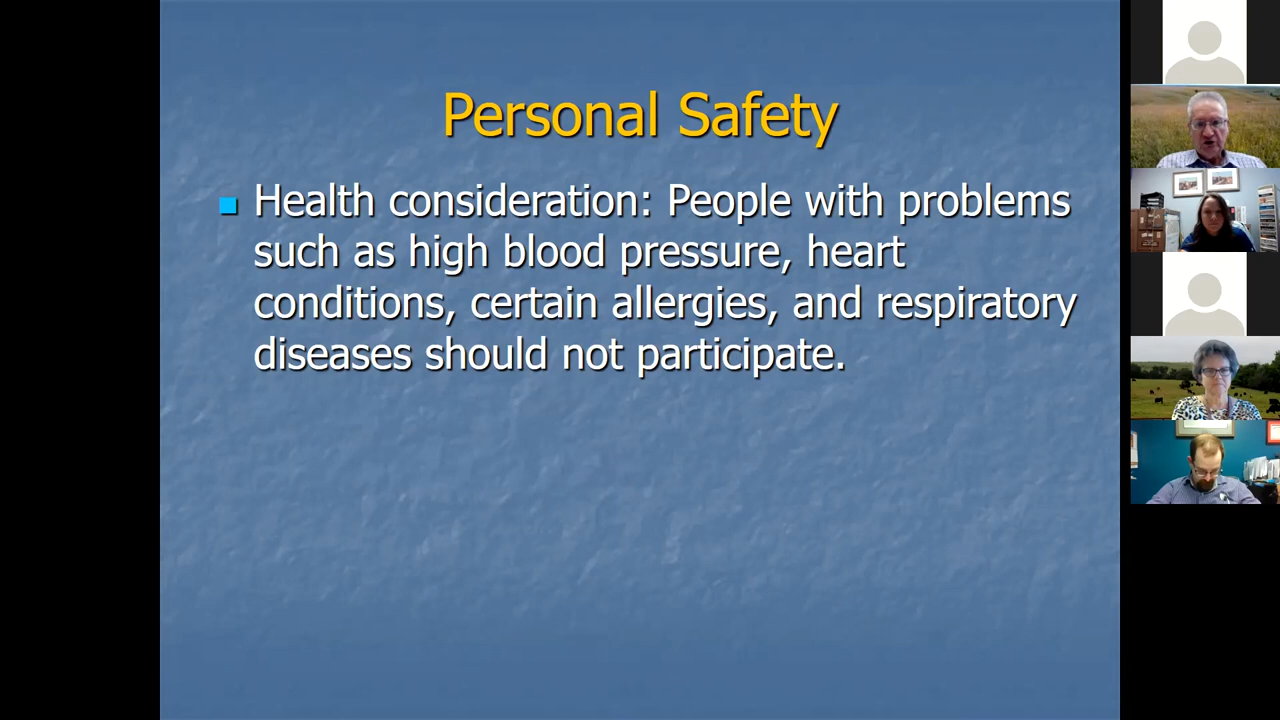 Personal Safety
Health consideration: People with problems
such as high blood pressure, heart
conditions, certain allergies, and respiratory
diseases should not participate.